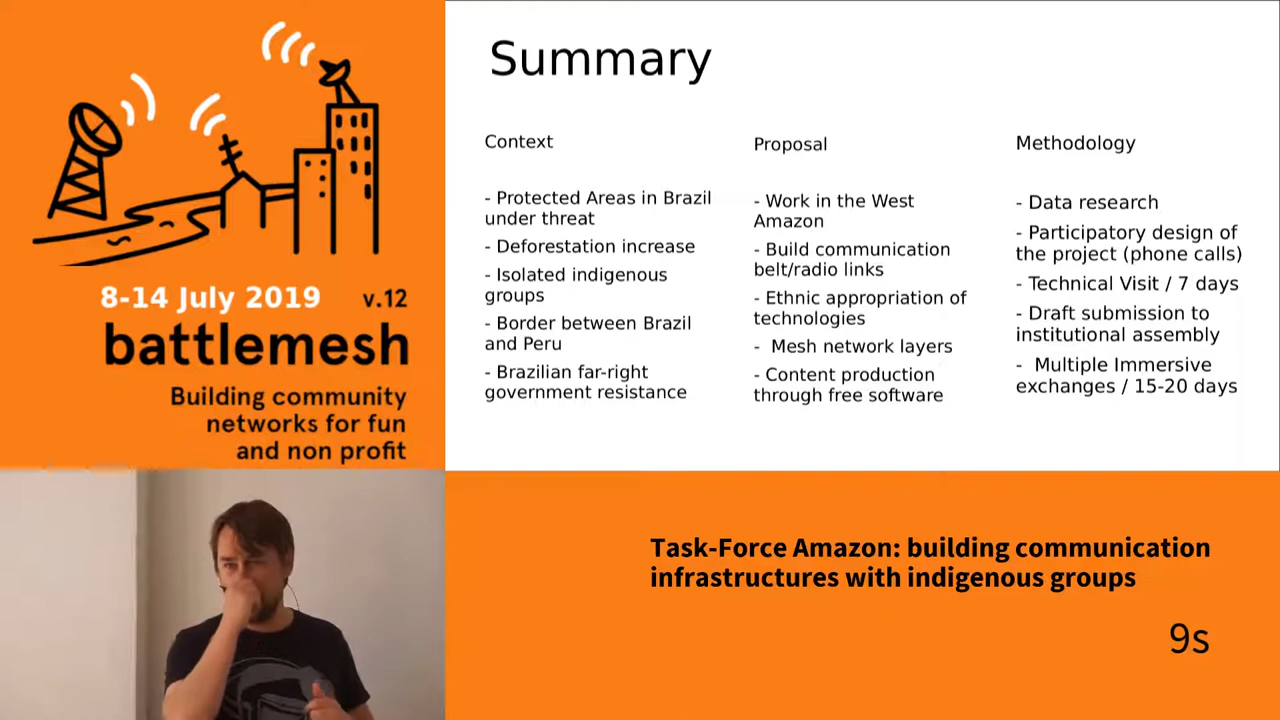 8-14 July 2019 v.12
battlemesh
Building community
networks for fun
and non profit
Summary
Context
- Protected Areas in Brazil
under threat
- Deforestation increase
- Isolated indigenous
groups
- Border between Brazil
and Peru
- Brazilian far-right
government resistance
Proposal
- Work in the West
Amazon
- Build communication
belt/radio links
- Ethnic appropriation of
technologies
- Mesh network layers
- Content production
through free software
Methodology
- Data research
- Participatory design of
the project (phone calls)
- Technical Visit / 7 days
- Draft submission to
institutional assembly
- Multiple Immersive
exchanges / 15-20 days
Task-Force Amazon: building communication
infrastructures with indigenous groups
9s